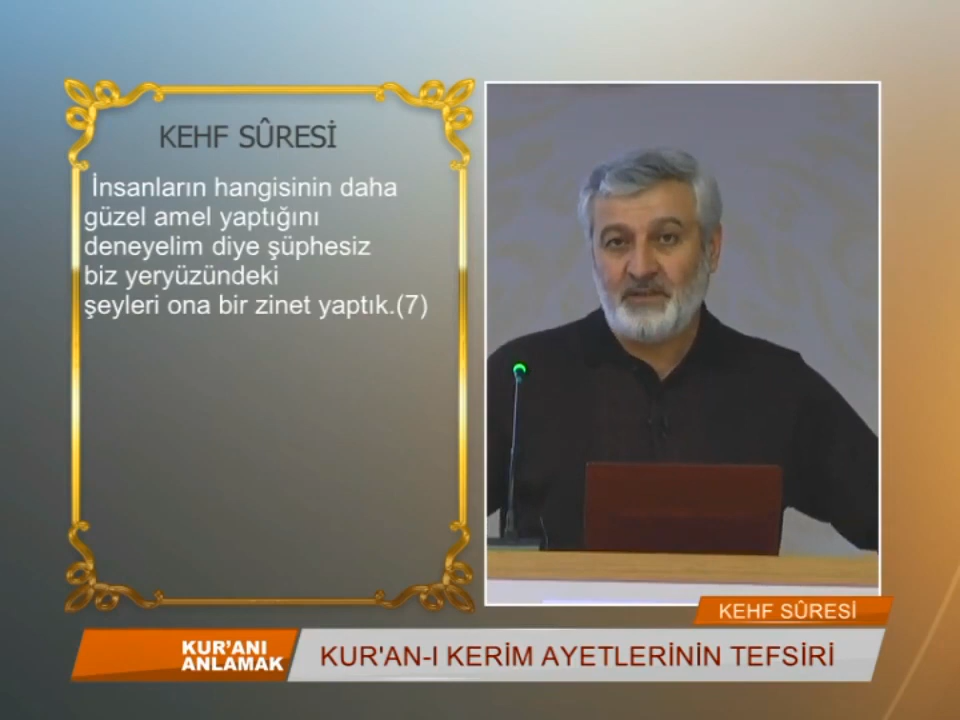 KEHF SÛRESİ
İnsanların hangisinin daha
güzel amel yaptığını
deneyelim diye şüphesiz
biz yeryüzündeki
şeyleri ona bir zinet yaptık.(7)
KEHF SÛRESİ
KUR'ANI
ANLAMAK
KUR'AN-I KERİM AYETLERİNİN TEFSİRİ